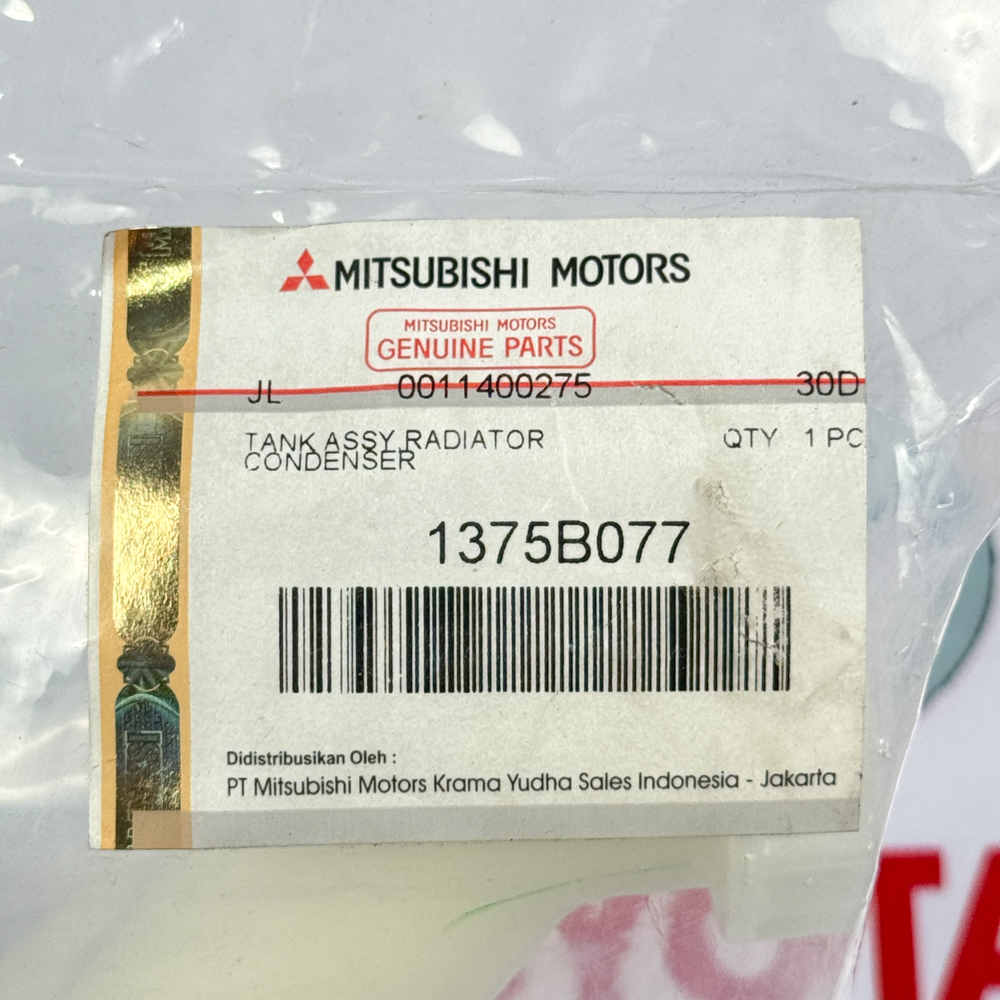 MITSUBISHI MOTORS
MITSUBISHI MOTORS
GENUINE PARTS
JL 0011400275 30D
TANK ASSY,RADIATOR QTY 1 PC
CONDENSER
1375B077
Didistribusikan Oleh :
PT Mitsubishi Motors Krama Yudha Sales Indonesia - Jakarta
TA